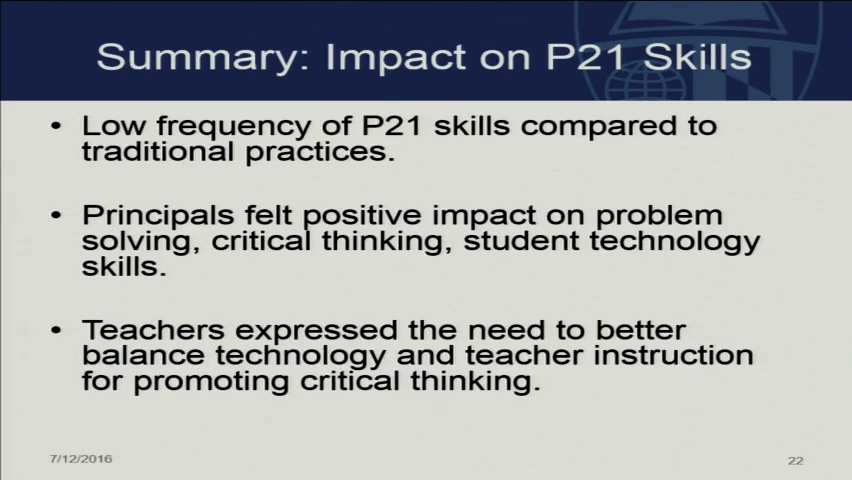 Summary: Impact on P21 Skills
• Low frequency of P21 skills compared to
traditional practices.
• Principals felt positive impact on problem
solving, critical thinking, student technology
skills.
• Teachers expressed the need to better
balance technology and teacher instruction
for promoting critical thinking.
7/12/2016
22